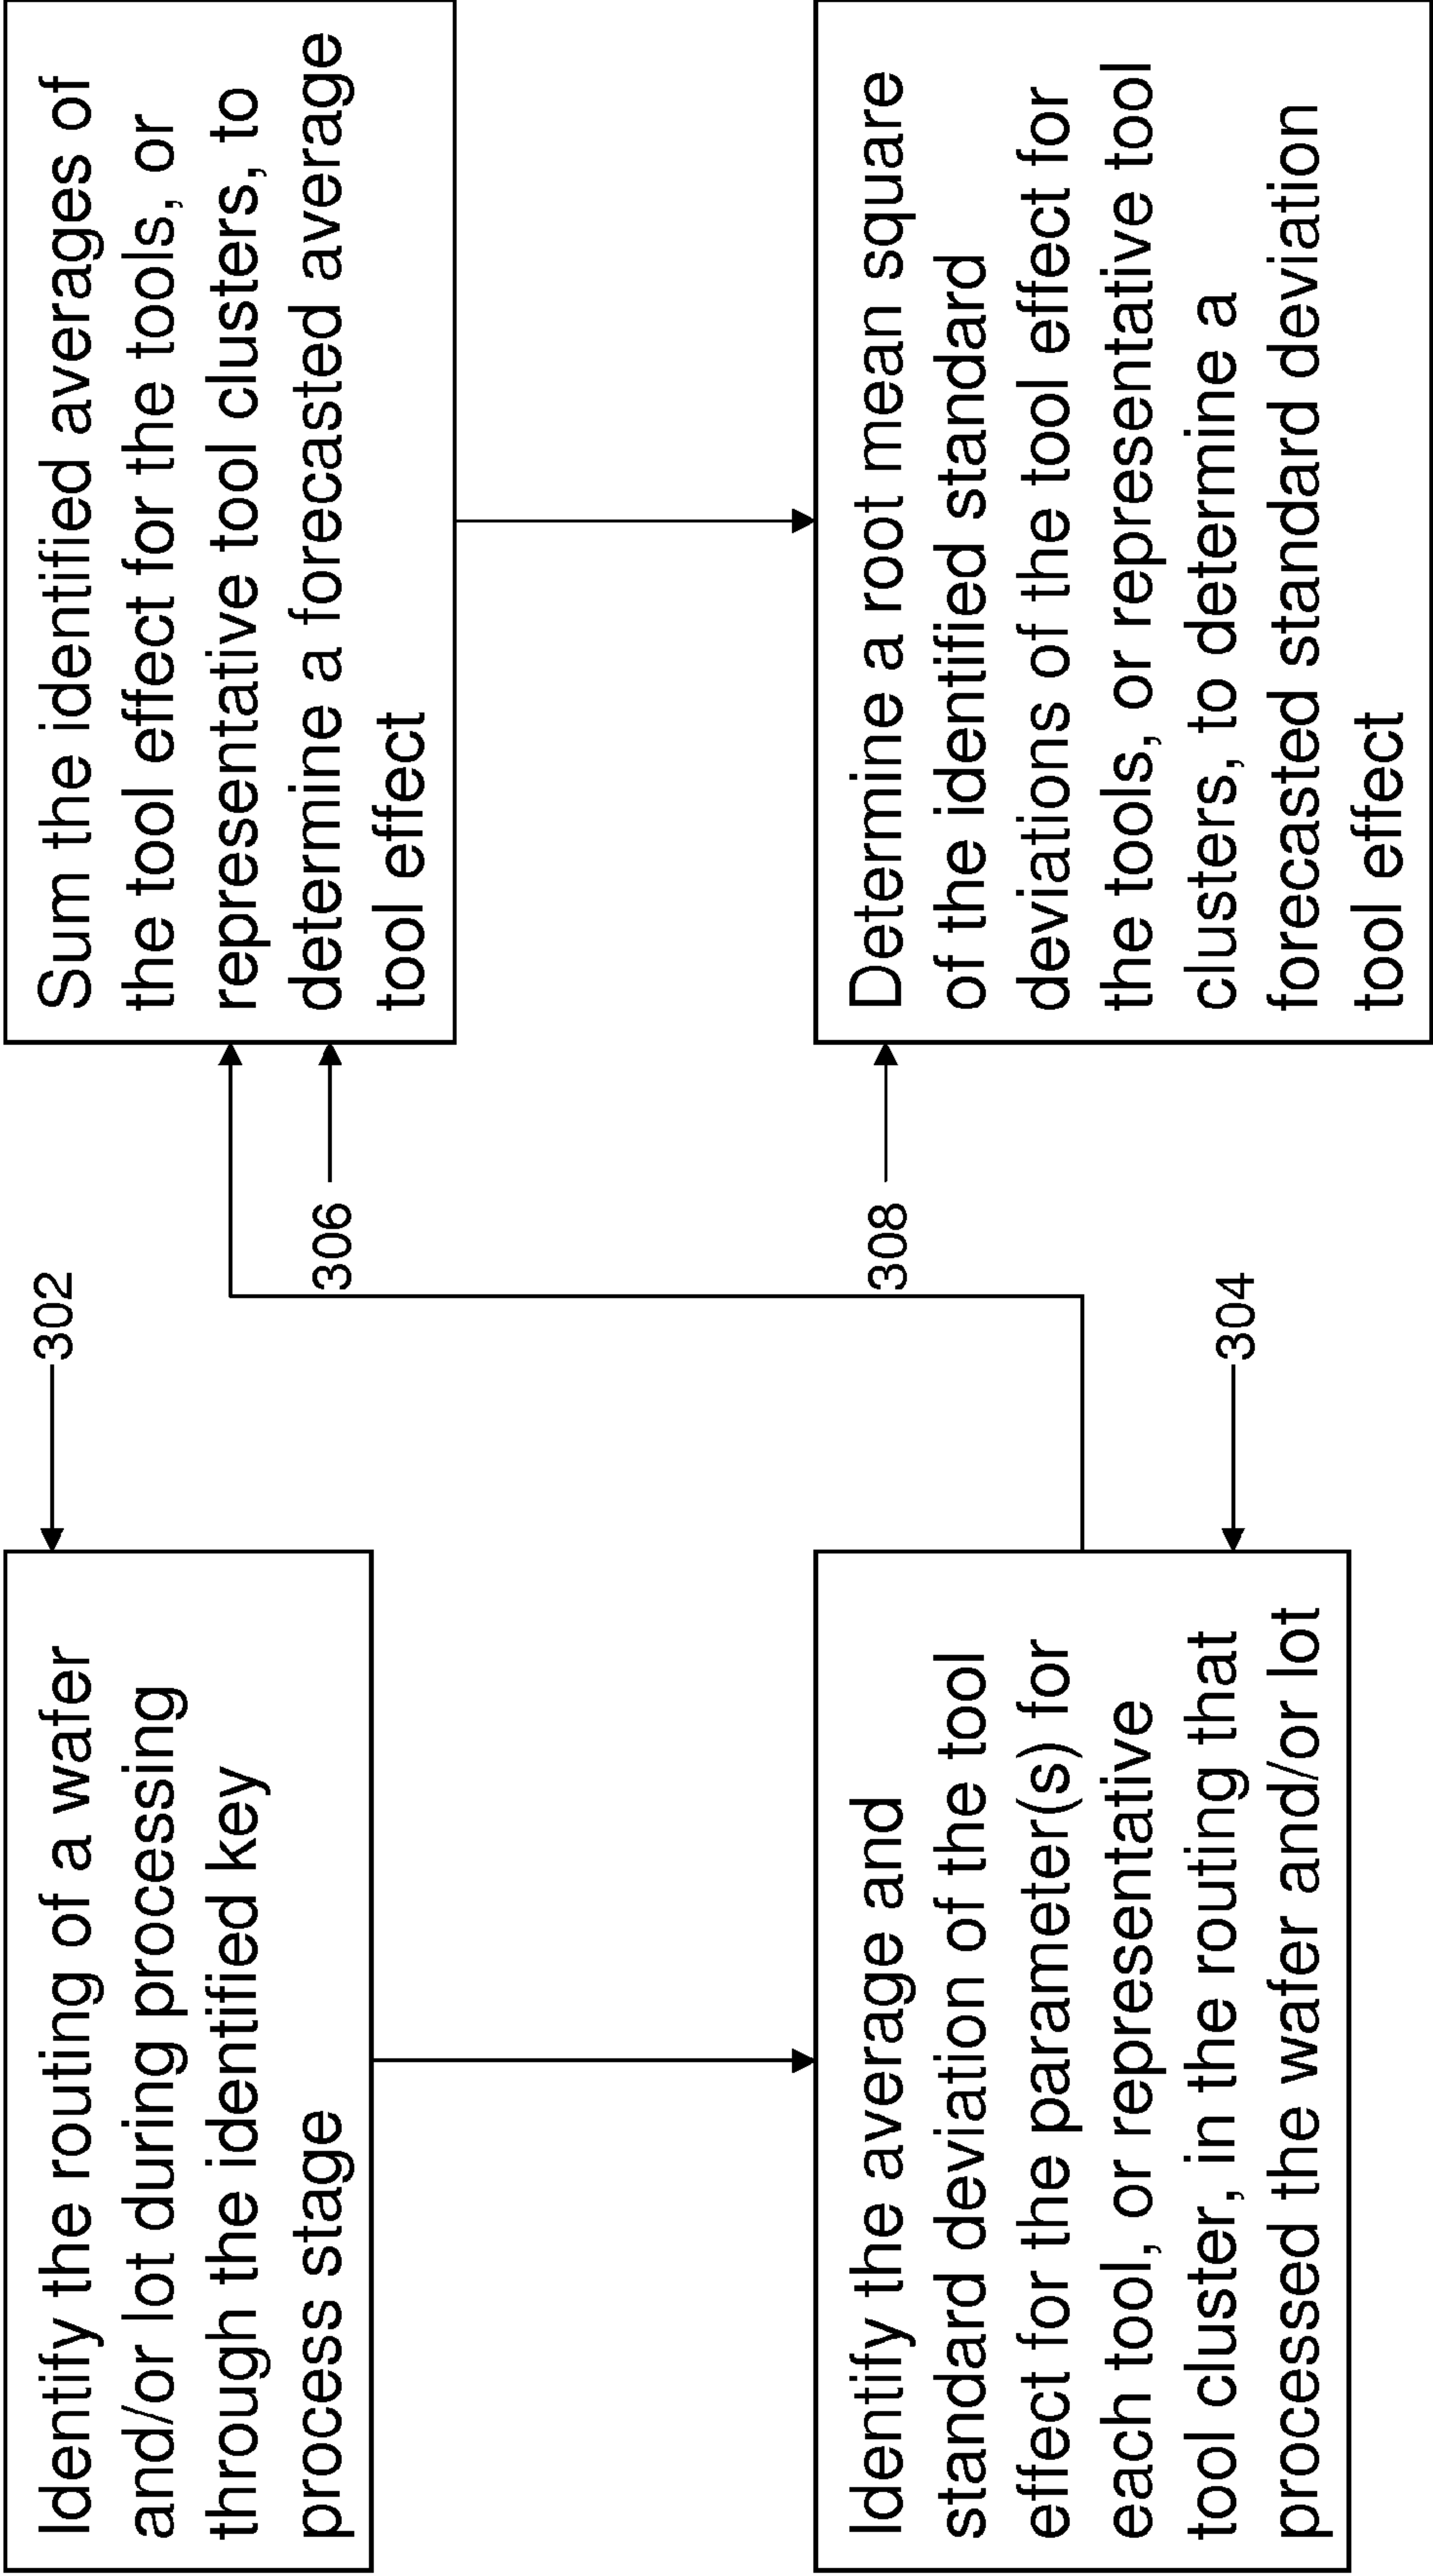 Identify the routing of a wafer
and/or lot during processing
through the identified key
process stage
302
Identify the average and
standard deviation of the tool
effect for the parameter(s) for
each tool, or representative
tool cluster, in the routing that
processed the wafer and/or lot
304
Sum the identified averages of
the tool effect for the tools, or
representative tool clusters, to
determine a forecasted average
tool effect
306
Determine a root mean square
of the identified standard
deviations of the tool effect for
the tools, or representative tool
clusters, to determine a
forecasted standard deviation
tool effect
308